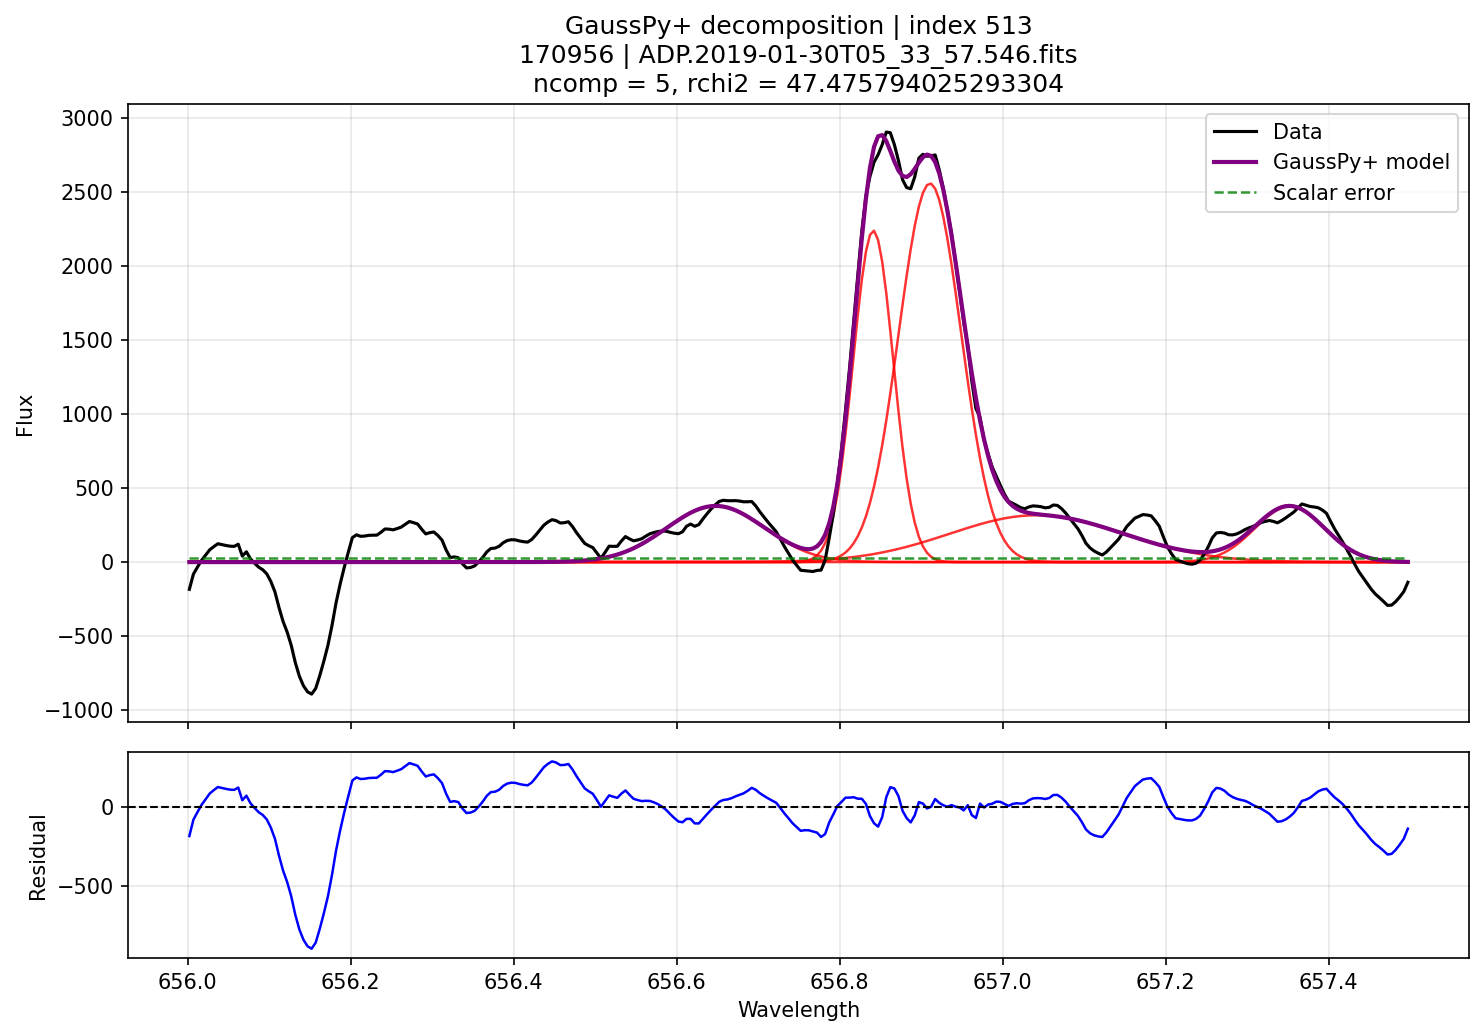 GaussPy+ decomposition | index 513
170956 | ADP.2019-01-30T05_33_57.546.fits
ncomp = 5, rchi2 = 47.475794025293304
3000
2500
2000
1500
1000
500
0
−500
−1000
Flux
Data
GaussPy+ model
Scalar error
0
−500
Residual
656.0 656.2 656.4 656.6 656.8 657.0 657.2 657.4
Wavelength